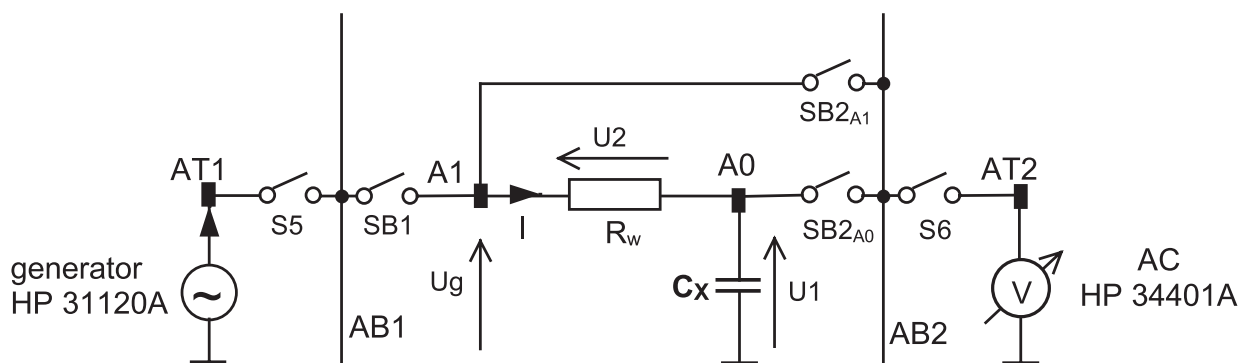 SB2A1
U2
AT1
A1
A0
AT2
S5
SB1
I
Rw
SB2A0
S6
generator
HP 31120A
~
Ug
Cx
U1
V
AC
HP 34401A
AB1
AB2